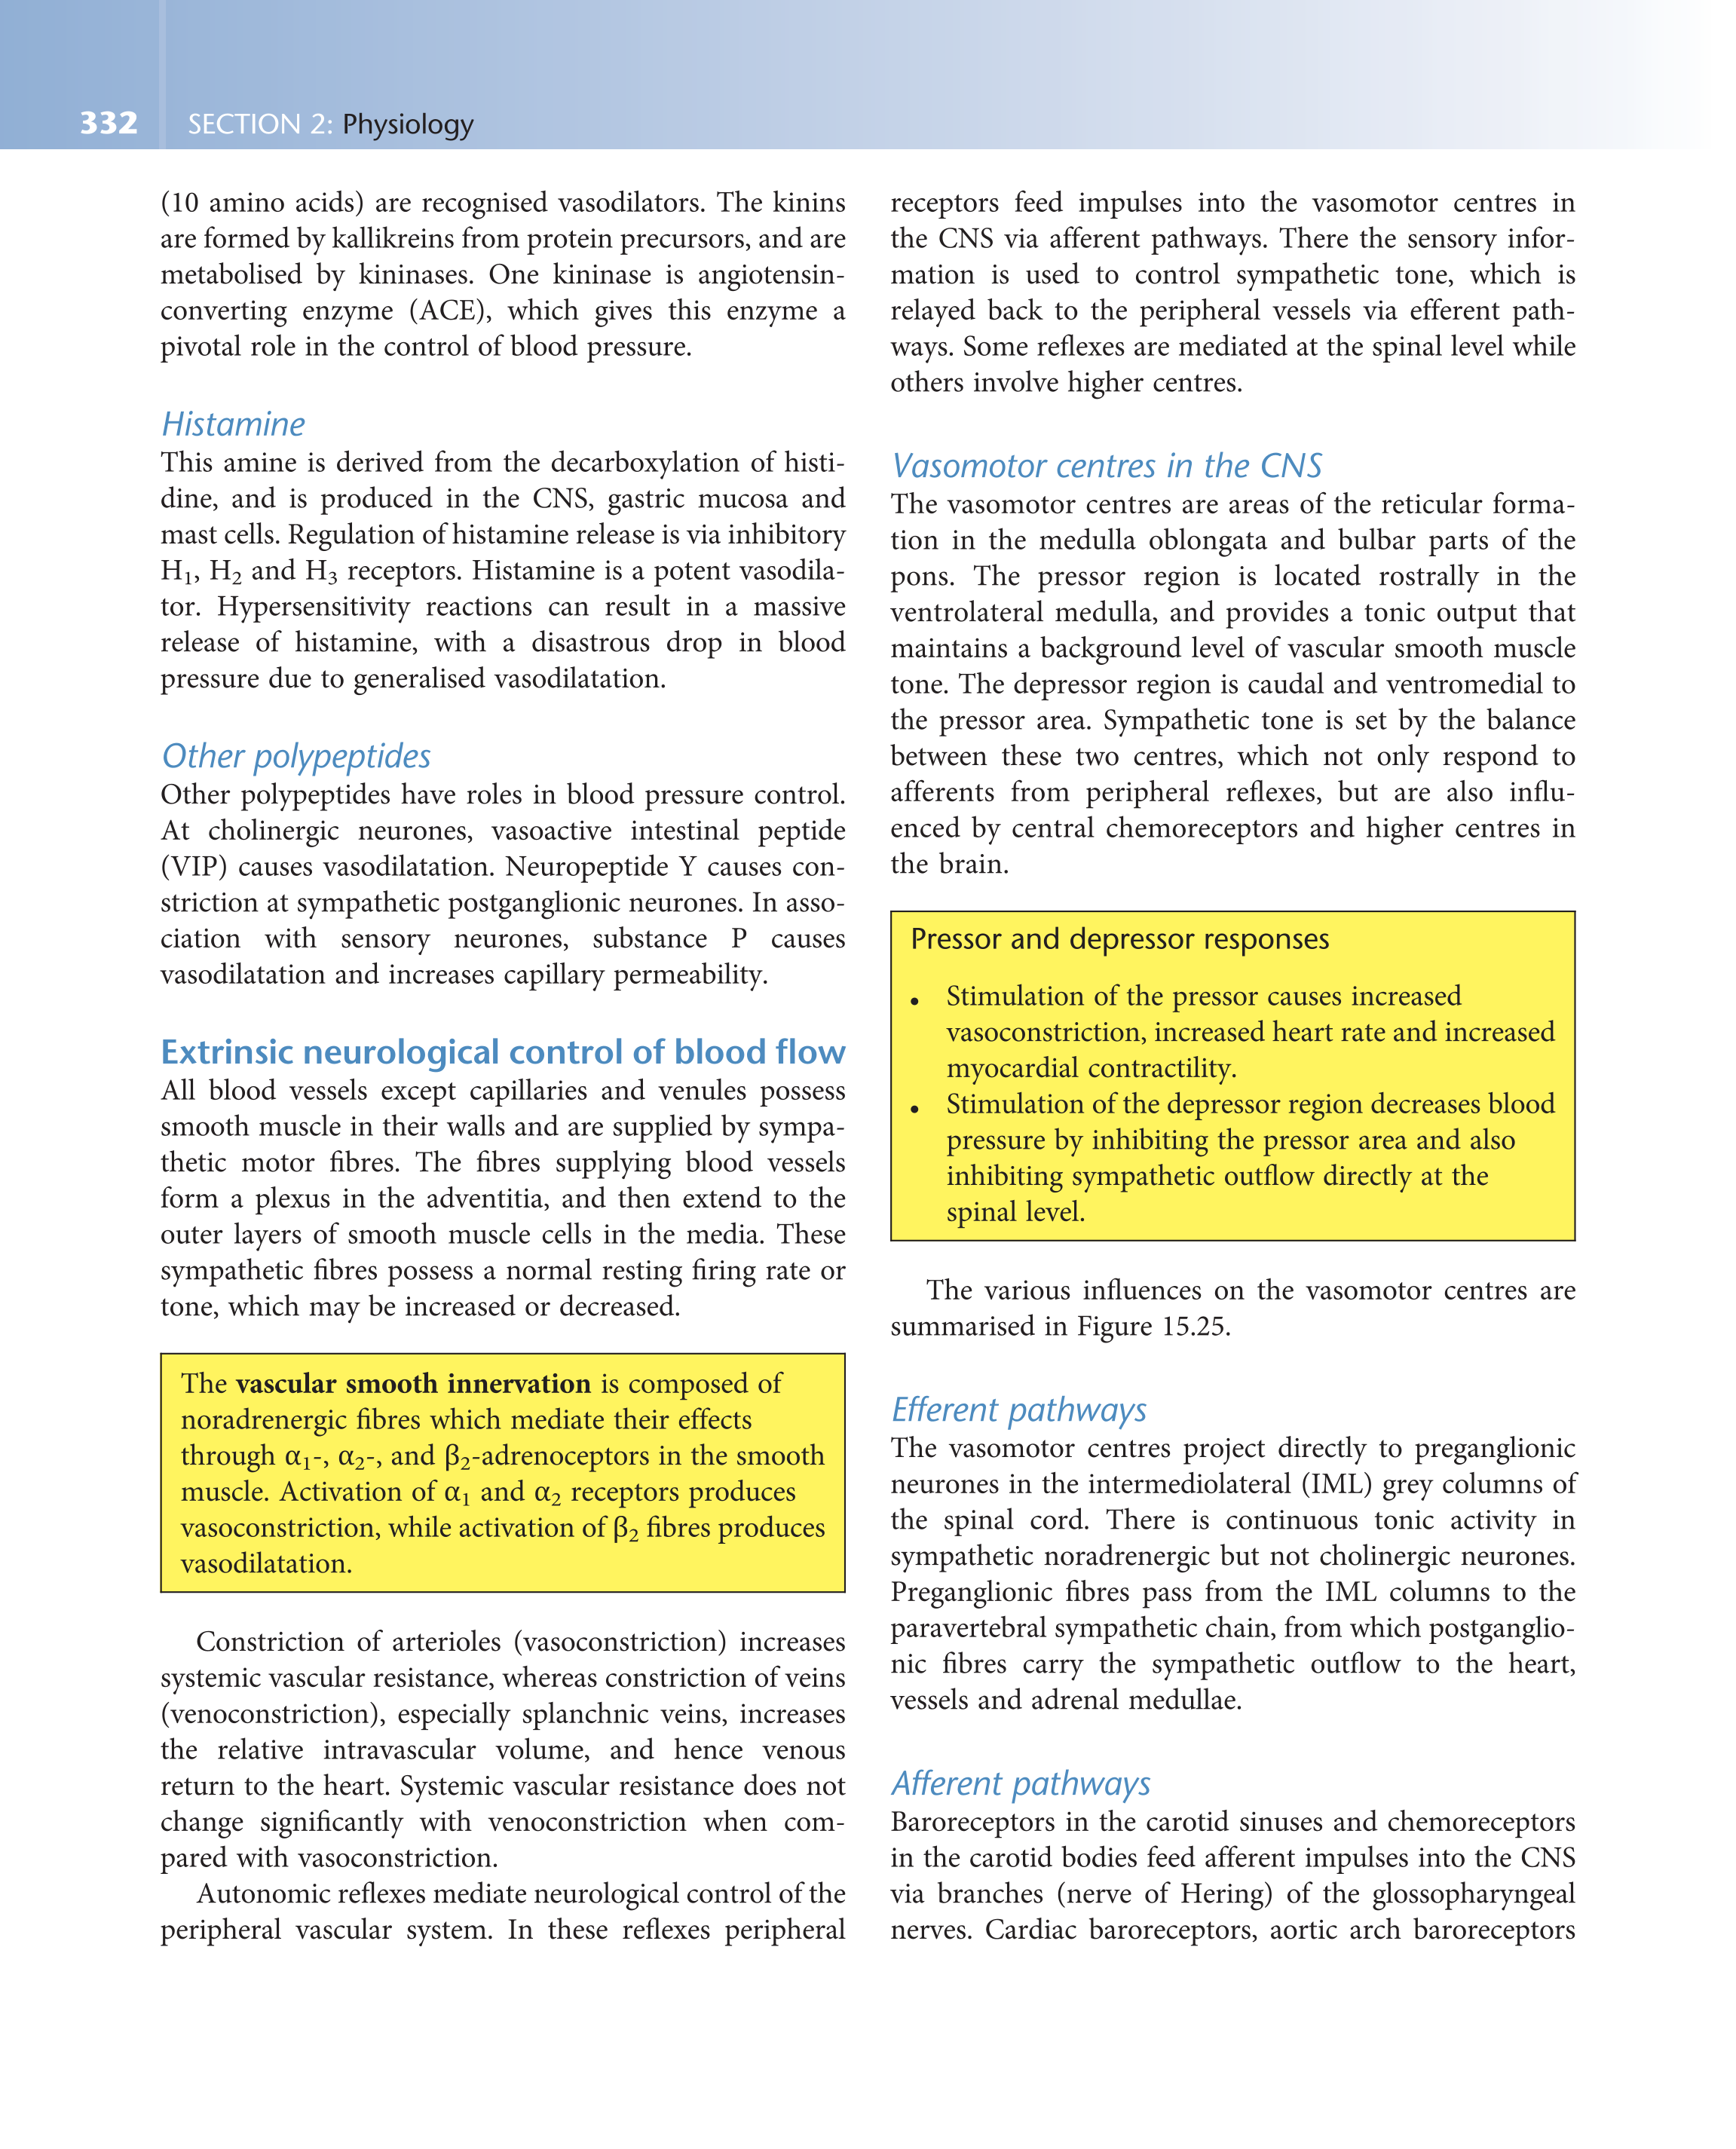 332 SECTION 2: Physiology
(10 amino acids) are recognised vasodilators. The kinins
are formed by kallikreins from protein precursors, and are
metabolised by kininases. One kininase is angiotensin-
converting enzyme (ACE), which gives this enzyme a
pivotal role in the control of blood pressure.
Histamine
This amine is derived from the decarboxylation of histi-
dine, and is produced in the CNS, gastric mucosa and
mast cells. Regulation of histamine release is via inhibitory
H₁, H₂ and H₃ receptors. Histamine is a potent vasodila-
tor. Hypersensitivity reactions can result in a massive
release of histamine, with a disastrous drop in blood
pressure due to generalised vasodilatation.
Other polypeptides
Other polypeptides have roles in blood pressure control.
At cholinergic neurones, vasoactive intestinal peptide
(VIP) causes vasodilatation. Neuropeptide Y causes con-
striction at sympathetic postganglionic neurones. In asso-
ciation with sensory neurones, substance P causes
vasodilatation and increases capillary permeability.
Extrinsic neurological control of blood flow
All blood vessels except capillaries and venules possess
smooth muscle in their walls and are supplied by sympa-
thetic motor fibres. The fibres supplying blood vessels
form a plexus in the adventitia, and then extend to the
outer layers of smooth muscle cells in the media. These
sympathetic fibres possess a normal resting firing rate or
tone, which may be increased or decreased.
The vascular smooth innervation is composed of
noradrenergic fibres which mediate their effects
through α₁-, α₂-, and β₂-adrenoceptors in the smooth
muscle. Activation of α₁ and α₂ receptors produces
vasoconstriction, while activation of β₂ fibres produces
vasodilatation.
Constriction of arterioles (vasoconstriction) increases
systemic vascular resistance, whereas constriction of veins
(venoconstriction), especially splanchnic veins, increases
the relative intravascular volume, and hence venous
return to the heart. Systemic vascular resistance does not
change significantly with venoconstriction when com-
pared with vasoconstriction.
Autonomic reflexes mediate neurological control of the
peripheral vascular system. In these reflexes peripheral
receptors feed impulses into the vasomotor centres in
the CNS via afferent pathways. There the sensory infor-
mation is used to control sympathetic tone, which is
relayed back to the peripheral vessels via efferent path-
ways. Some reflexes are mediated at the spinal level while
others involve higher centres.
Vasomotor centres in the CNS
The vasomotor centres are areas of the reticular forma-
tion in the medulla oblongata and bulbar parts of the
pons. The pressor region is located rostrally in the
ventrolateral medulla, and provides a tonic output that
maintains a background level of vascular smooth muscle
tone. The depressor region is caudal and ventromedial to
the pressor area. Sympathetic tone is set by the balance
between these two centres, which not only respond to
afferents from peripheral reflexes, but are also influ-
enced by central chemoreceptors and higher centres in
the brain.
Pressor and depressor responses
• Stimulation of the pressor causes increased
vasoconstriction, increased heart rate and increased
myocardial contractility.
• Stimulation of the depressor region decreases blood
pressure by inhibiting the pressor area and also
inhibiting sympathetic outflow directly at the
spinal level.
The various influences on the vasomotor centres are
summarised in Figure 15.25.
Efferent pathways
The vasomotor centres project directly to preganglionic
neurones in the intermediolateral (IML) grey columns of
the spinal cord. There is continuous tonic activity in
sympathetic noradrenergic but not cholinergic neurones.
Preganglionic fibres pass from the IML columns to the
paravertebral sympathetic chain, from which postganglio-
nic fibres carry the sympathetic outflow to the heart,
vessels and adrenal medullae.
Afferent pathways
Baroreceptors in the carotid sinuses and chemoreceptors
in the carotid bodies feed afferent impulses into the CNS
via branches (nerve of Hering) of the glossopharyngeal
nerves. Cardiac baroreceptors, aortic arch baroreceptors